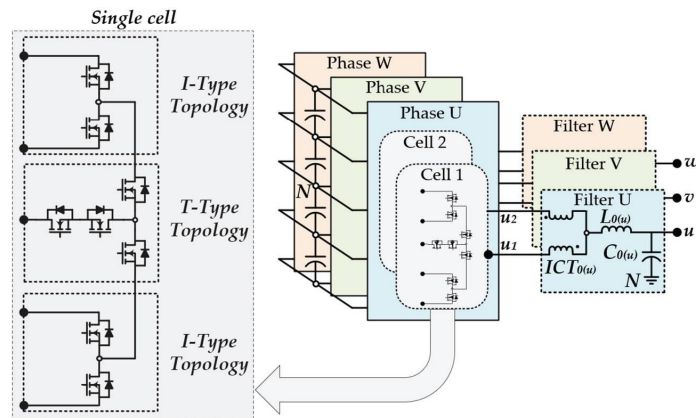 Single cell
I-Type
Topology
T-Type
Topology
I-Type
Topology
Phase W
Phase V
Phase U
Cell 2
Cell 1
N
u2
u1
Filter W
Filter V
Filter U
L0(u)
C0(u)
ICT0(u)
N
u
v
u